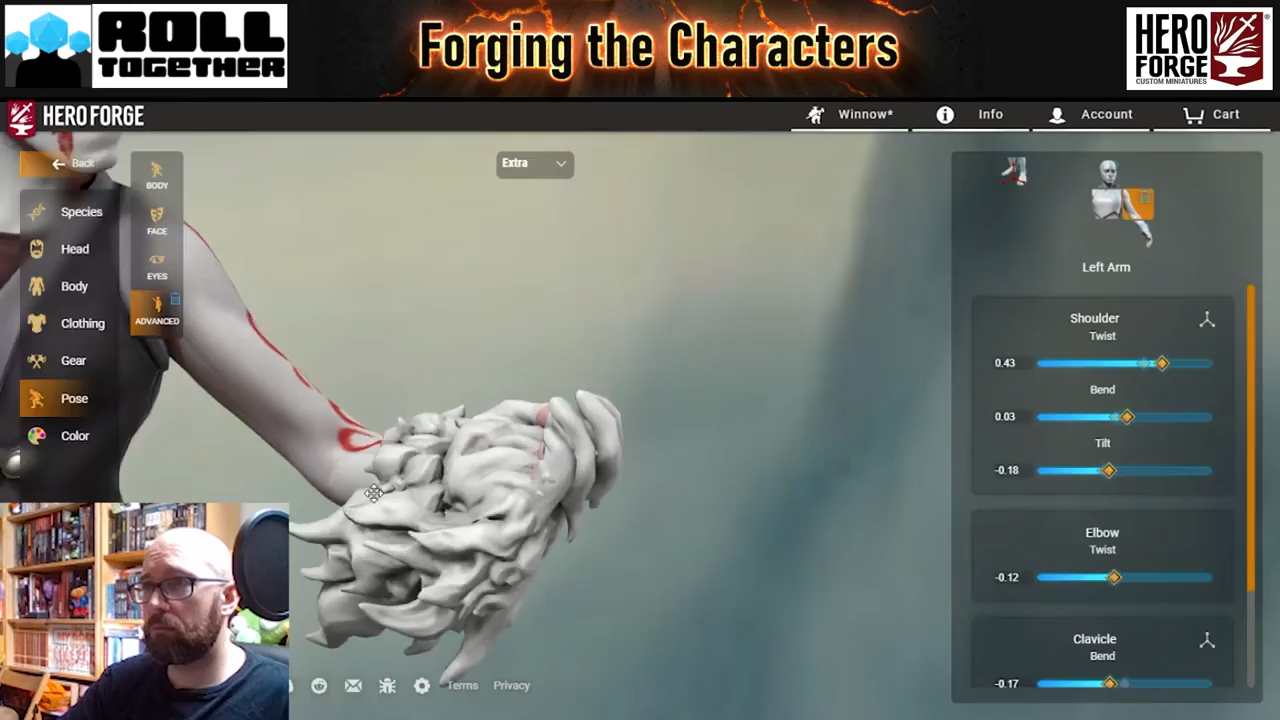 ROLL
TOGETHER
Forging the Characters
HERO
FORGE®
CUSTOM MINIATURES
HERO FORGE
Winnow*
Info
Account
Cart
Back
Species
Head
Body
Clothing
Gear
Pose
Color
BODY
FACE
EYES
ADVANCED
Extra
Left Arm
Shoulder
Twist
0.43
Bend
0.03
Tilt
-0.18
Elbow
Twist
-0.12
Clavicle
Bend
-0.17
Terms
Privacy